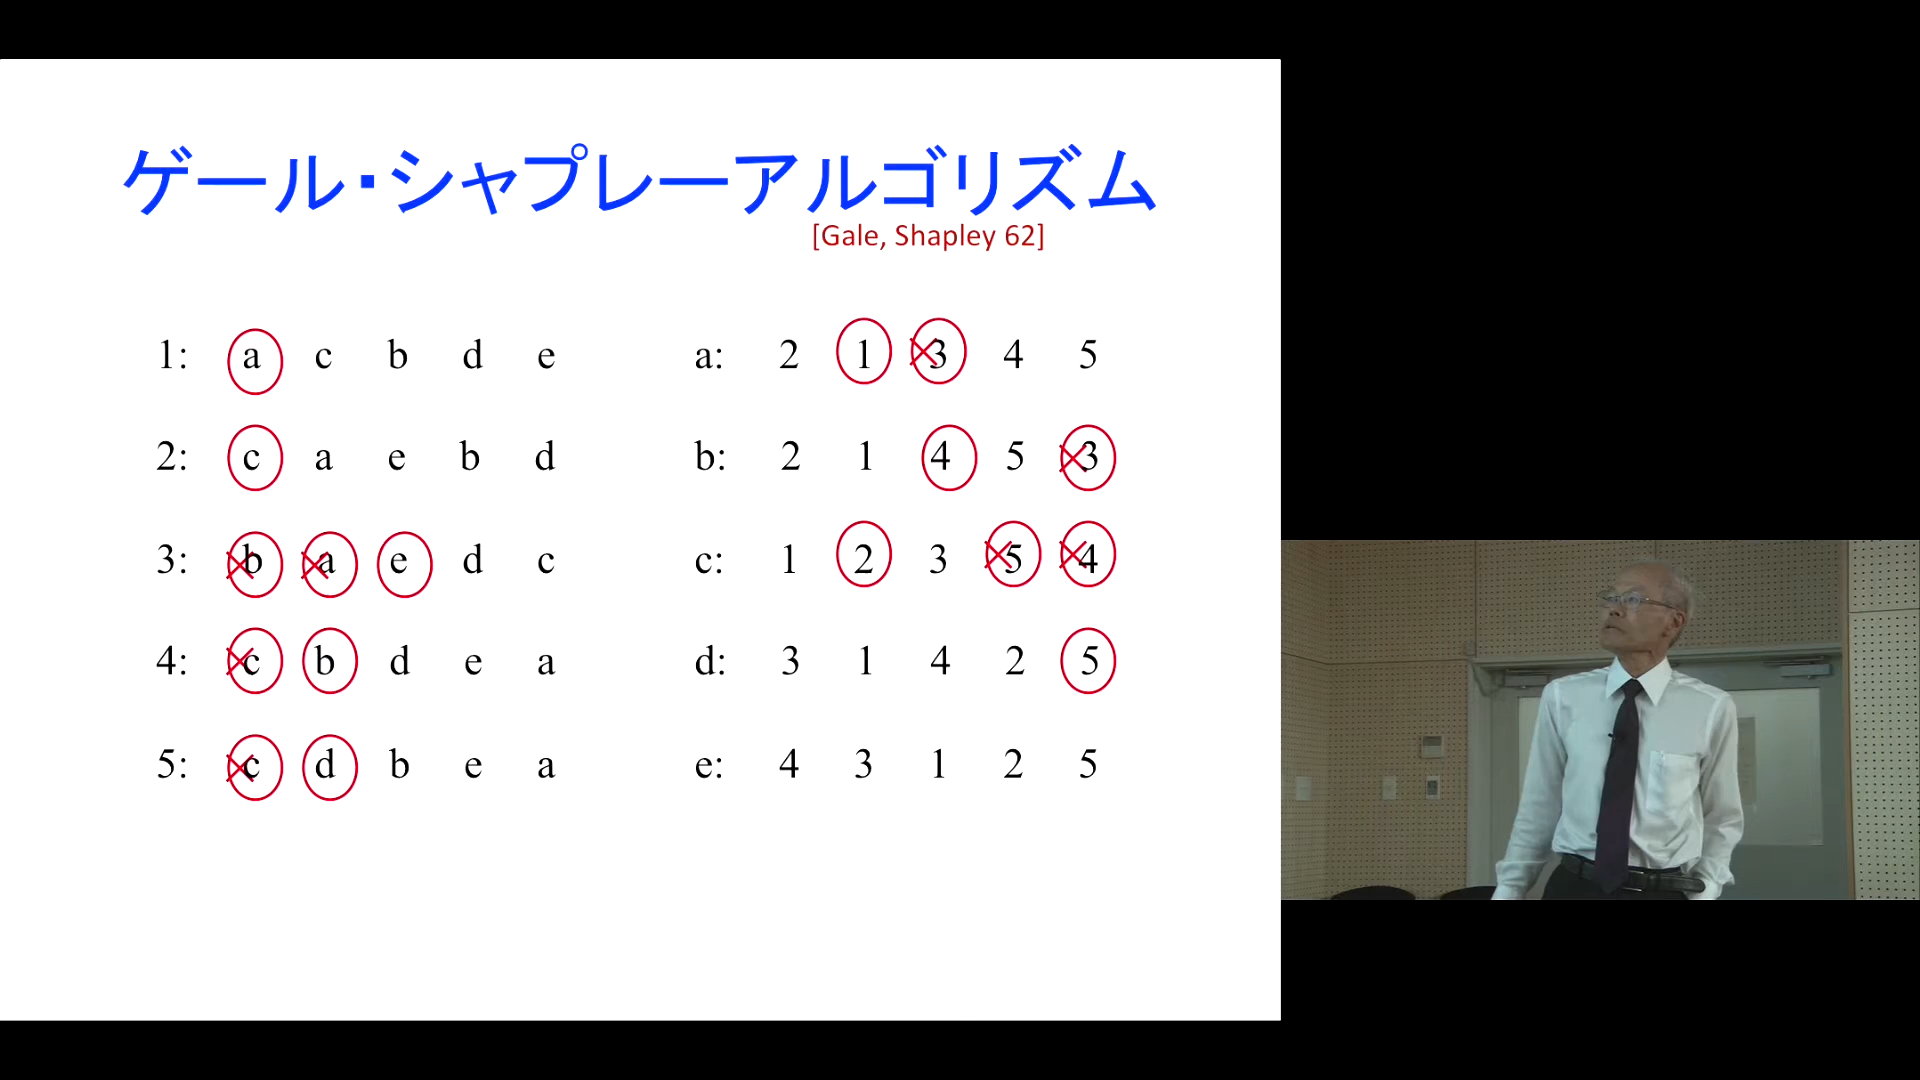 ゲール・シャプレーアルゴリズム
[Gale, Shapley 62]
1: a c b d e
a: 2 1 3 4 5
2: c a e b d
b: 2 1 4 5 3
3: b a e d c
c: 1 2 3 5 4
4: c b d e a
d: 3 1 4 2 5
5: c d b e a
e: 4 3 1 2 5